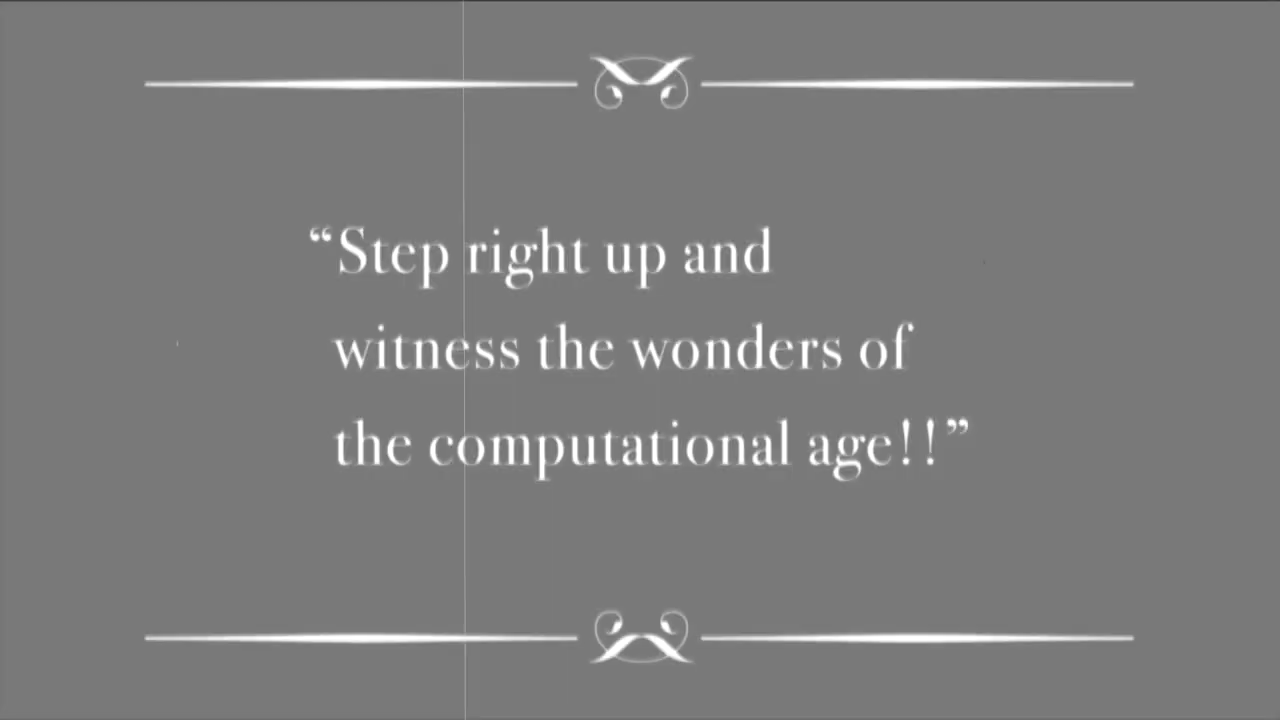 “Step right up and
witness the wonders of
the computational age!!”